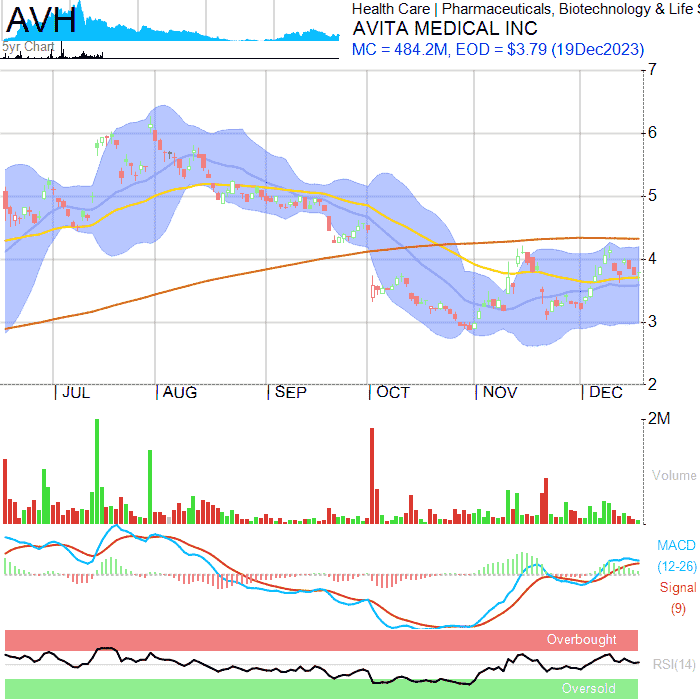 AVH
5yr Chart
Health Care | Pharmaceuticals, Biotechnology & Life S
AVITA MEDICAL INC
MC = 484.2M, EOD = $3.79 (19Dec2023)
7
6
5
4
3
2
JUL AUG SEP OCT NOV DEC
2M
Volume
MACD
(12-26)
Signal
(9)
Overbought
RSI(14)
Oversold